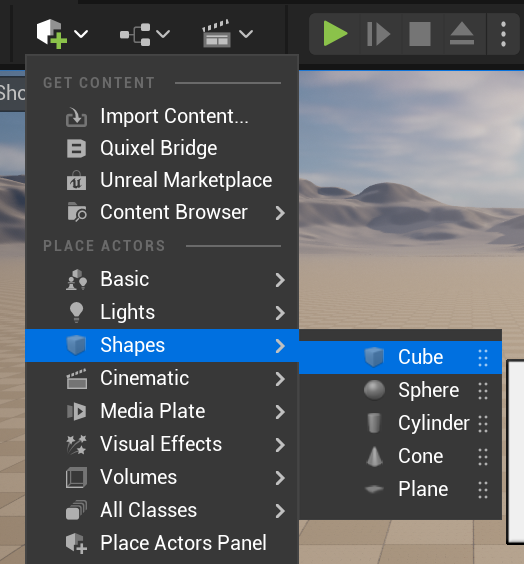 Sho
GET CONTENT
Import Content...
Quixel Bridge
Unreal Marketplace
Content Browser
PLACE ACTORS
Basic
Lights
Shapes
Cube
Cinematic
Sphere
Media Plate
Cylinder
Visual Effects
Cone
Volumes
Plane
All Classes
Place Actors Panel